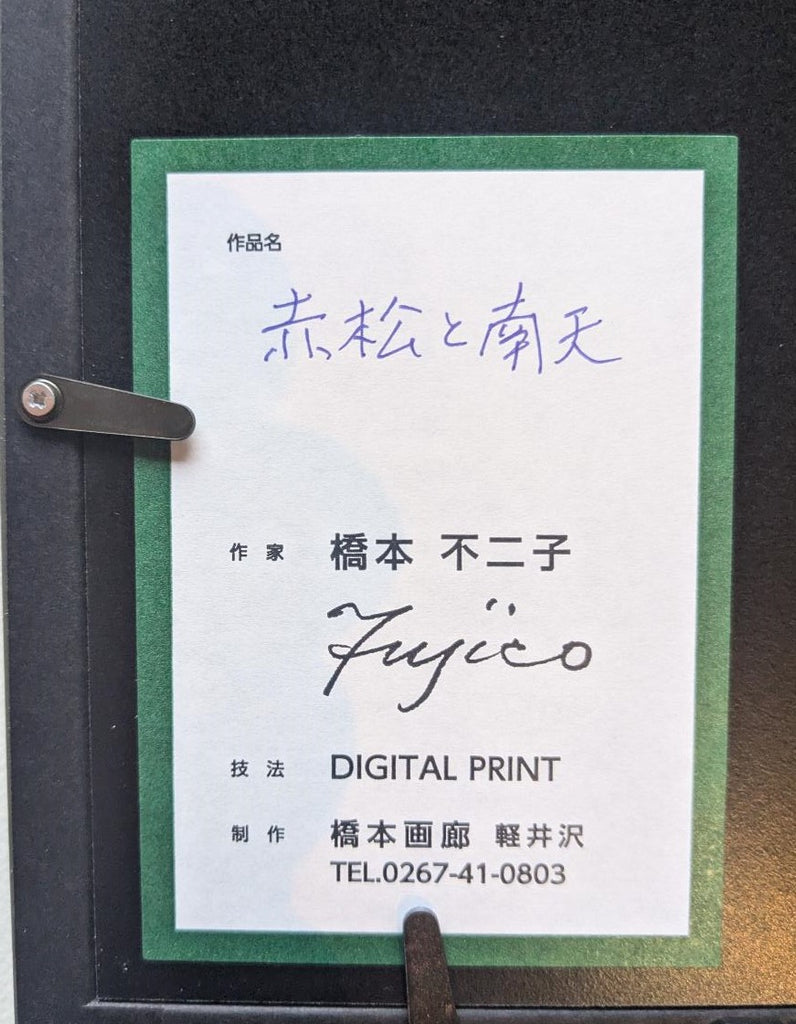 作品名
赤松と南天
作家 橋本 不二子
Fujico
技法 DIGITAL PRINT
制作 橋本画廊 軽井沢
TEL.0267-41-0803